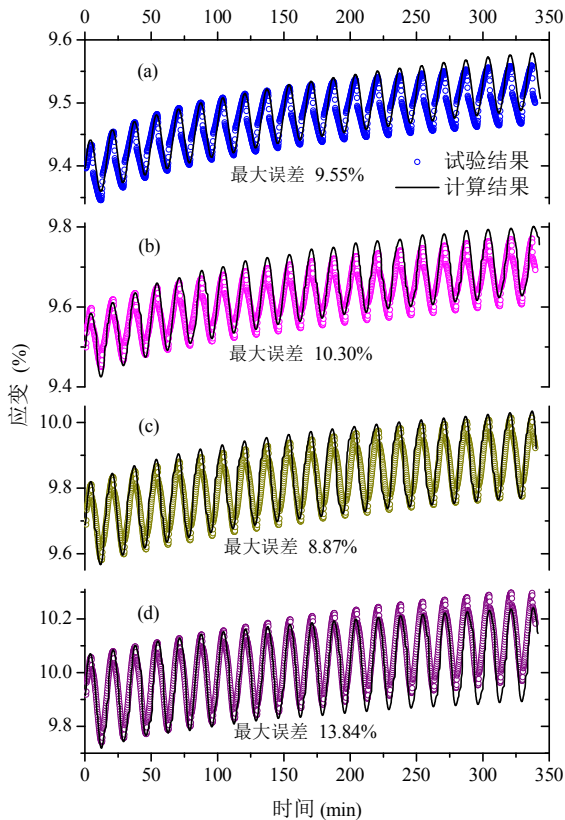 0 50 100 150 200 250 300 350
9.6
(a)
9.5
试验结果
9.4
计算结果
最大误差 9.55%
9.8
(b)
9.6
最大误差 10.30%
9.4
应变 (%)
10.0
(c)
9.8
9.6
最大误差 8.87%
(d)
10.2
10.0
9.8
最大误差 13.84%
0 50 100 150 200 250 300 350
时间 (min)